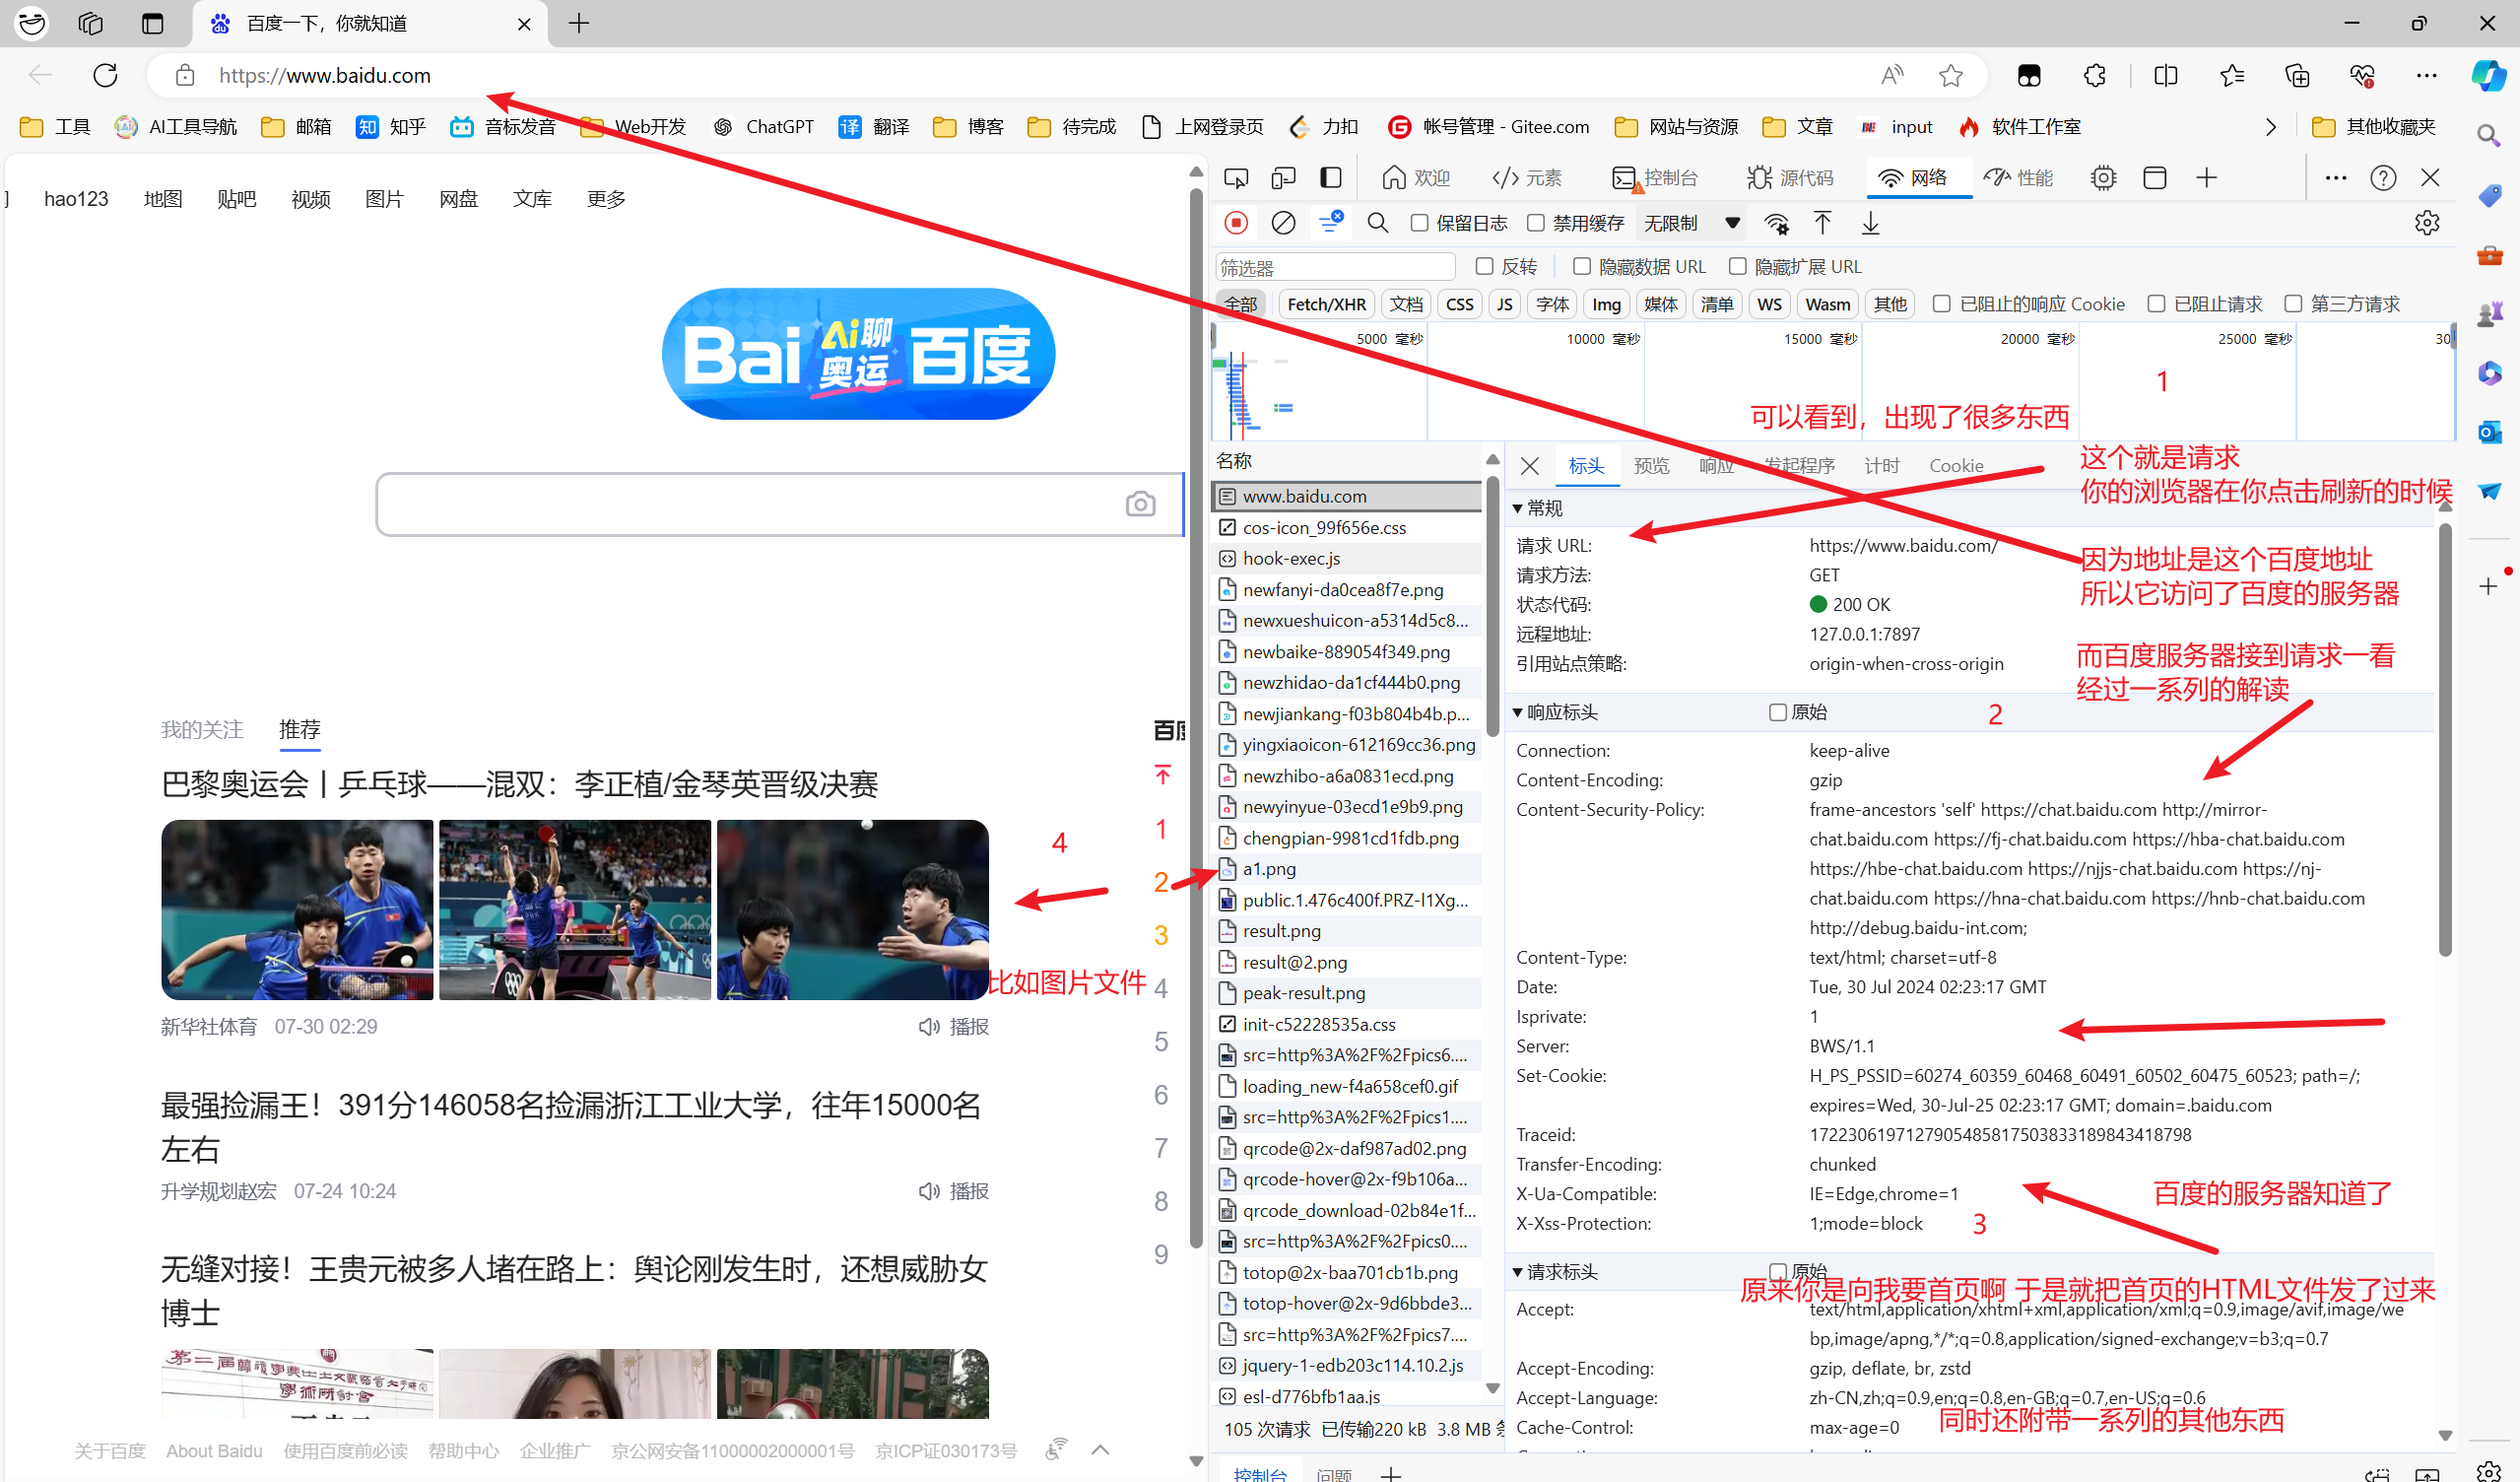 百度一下，你就知道
https://www.baidu.com
工具
AI工具导航
邮箱
知乎
音标发音
Web开发
ChatGPT
翻译
博客
待完成
上网登录页
力扣
帐号管理 - Gitee.com
网站与资源
文章
input
软件工作室
其他收藏夹
hao123
地图
贴吧
视频
图片
网盘
文库
更多
Bai Ai聊奥运 百度
我的关注
推荐
百度
巴黎奥运会丨乒乓球——混双：李正植/金琴英晋级决赛
新华社体育 07-30 02:29
播报
最强捡漏王！391分146058名捡漏浙江工业大学，往年15000名
左右
升学规划赵宏 07-24 10:24
播报
无缝对接！王贵元被多人堵在路上：舆论刚发生时，还想威胁女
博士
1
2
3
4
5
6
7
8
9
4
比如图片文件
关于百度 About Baidu 使用百度前必读 帮助中心 企业推广 京公网安备11000002000001号 京ICP证030173号
欢迎
元素
控制台
源代码
网络
性能
保留日志
禁用缓存
无限制
筛选器
反转
隐藏数据 URL
隐藏扩展 URL
全部
Fetch/XHR
文档
CSS
JS
字体
Img
媒体
清单
WS
Wasm
其他
已阻止的响应 Cookie
已阻止请求
第三方请求
5000 毫秒
10000 毫秒
15000 毫秒
20000 毫秒
25000 毫秒
30
1
可以看到，出现了很多东西
名称
www.baidu.com
cos-icon_99f656e.css
hook-exec.js
newfanyi-da0cea8f7e.png
newxueshuicon-a5314d5c8...
newbaike-889054f349.png
newzhidao-da1cf444b0.png
newjiankang-f03b804b4b.p...
yingxiaoicon-612169cc36.png
newzhibo-a6a0831ecd.png
newyinyue-03ecd1e9b9.png
chengpian-9981cd1fdb.png
a1.png
public.1.476c400f.PRZ-l1Xg...
result.png
result@2.png
peak-result.png
init-c52228535a.css
src=http%3A%2F%2Fpics6....
loading_new-f4a658cef0.gif
src=http%3A%2F%2Fpics1....
qrcode@2x-daf987ad02.png
qrcode-hover@2x-f9b106a...
qrcode_download-02b84e1f...
src=http%3A%2F%2Fpics0....
totop@2x-baa701cb1b.png
totop-hover@2x-9d6bbde3...
src=http%3A%2F%2Fpics7....
jquery-1-edb203c114.10.2.js
esl-d776bfb1aa.js
105 次请求 已传输220 kB 3.8 MB
标头
预览
响应
发起程序
计时
Cookie
这个就是请求
你的浏览器在你点击刷新的时候
常规
请求 URL: https://www.baidu.com/
请求方法: GET
状态代码: 200 OK
远程地址: 127.0.0.1:7897
引用站点策略: origin-when-cross-origin
因为地址是这个百度地址
所以它访问了百度的服务器
而百度服务器接到请求一看
经过一系列的解读
响应标头
原始
2
Connection: keep-alive
Content-Encoding: gzip
Content-Security-Policy: frame-ancestors 'self' https://chat.baidu.com http://mirror-
chat.baidu.com https://fj-chat.baidu.com https://hba-chat.baidu.com
https://hbe-chat.baidu.com https://njjs-chat.baidu.com https://nj-
chat.baidu.com https://hna-chat.baidu.com https://hnb-chat.baidu.com
http://debug.baidu-int.com;
Content-Type: text/html; charset=utf-8
Date: Tue, 30 Jul 2024 02:23:17 GMT
Isprivate: 1
Server: BWS/1.1
Set-Cookie: H_PS_PSSID=60274_60359_60468_60491_60502_60475_60523; path=/;
expires=Wed, 30-Jul-25 02:23:17 GMT; domain=.baidu.com
Traceid: 1722306197127905485817503833189843418798
Transfer-Encoding: chunked
X-Ua-Compatible: IE=Edge,chrome=1
X-Xss-Protection: 1;mode=block
3
百度的服务器知道了
请求标头
原始
原来你是向我要首页啊 于是就把首页的HTML文件发了过来
Accept: text/html,application/xhtml+xml,application/xml;q=0.9,image/avif,image/we
bp,image/apng,*/*;q=0.8,application/signed-exchange;v=b3;q=0.7
Accept-Encoding: gzip, deflate, br, zstd
Accept-Language: zh-CN,zh;q=0.9,en;q=0.8,en-GB;q=0.7,en-US;q=0.6
Cache-Control: max-age=0
同时还附带一系列的其他东西
控制台
问题